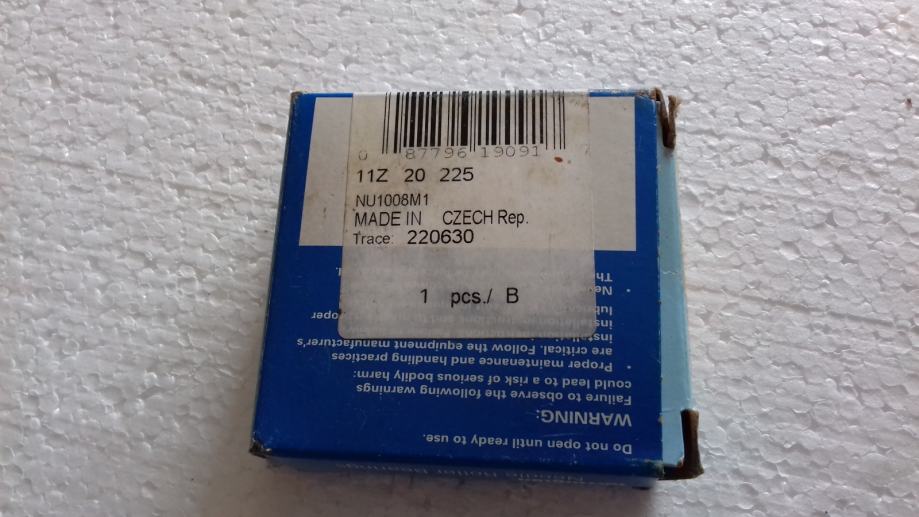 0 87796 19091 7
11Z 20 225
NU1008M1
MADE IN CZECH Rep.
Trace: 220630
1 pcs./ B
Do not open until ready to use.
WARNING:
Failure to observe the following warnings
could lead to a risk of serious bodily harm:
• Proper maintenance and handling practices
are critical. Follow the equipment manufacturer's